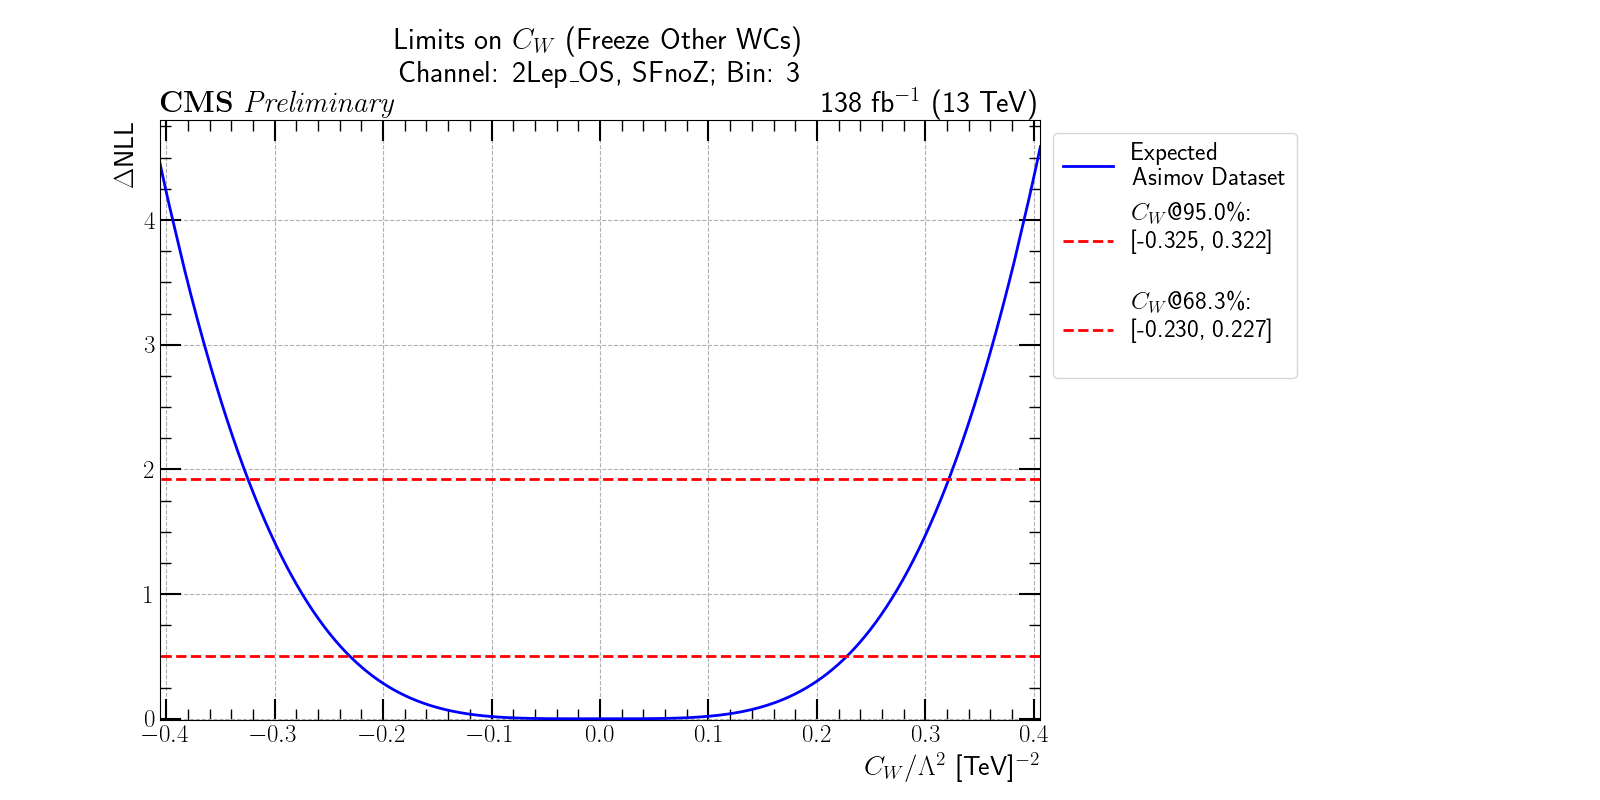 Limits on C_W (Freeze Other WCs)
Channel: 2Lep_OS, SFnoZ; Bin: 3
CMS Preliminary
138 fb⁻¹ (13 TeV)
ΔNLL
4
3
2
1
0
−0.4
−0.3
−0.2
−0.1
0.0
0.1
0.2
0.3
0.4
C_W/Λ² [TeV]⁻²
Expected
Asimov Dataset
C_W@95.0%:
[-0.325, 0.322]
C_W@68.3%:
[-0.230, 0.227]